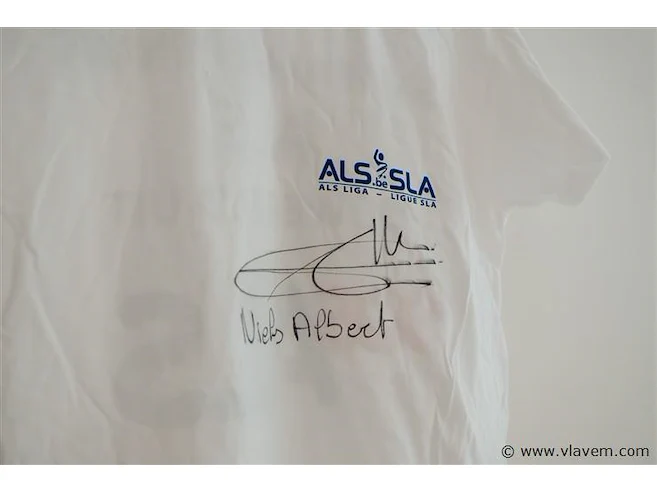 ALS.be SLA
ALS LIGA – LIGUE SLA
Niels Albert
© www.vlavem.com